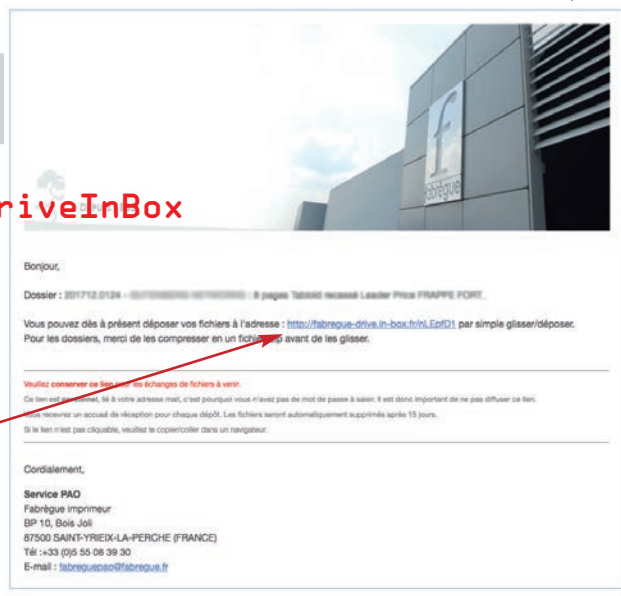 fabrègue
riveInBox
Bonjour,
Dossier : 201712.0124 - : 8 pages Tabloïd recassé Leader Price FRAPPE FORT_
Vous pouvez dès à présent déposer vos fichiers à l'adresse : http://fabregue-drive.in-box.fr/nLEpfD1 par simple glisser/déposer.
Pour les dossiers, merci de les compresser en un fichier zip avant de les glisser.
Veuillez conserver ce lien pour les échanges de fichiers à venir.
Ce lien est personnel, lié à votre adresse mail, c'est pourquoi vous n'avez pas de mot de passe à saisir. Il est donc important de ne pas diffuser ce lien.
Vous recevrez un accusé de réception pour chaque dépôt. Les fichiers seront automatiquement supprimés après 15 jours.
Si le lien n'est pas cliquable, veuillez le copier/coller dans un navigateur.
Cordialement,
Service PAO
Fabrègue imprimeur
BP 10, Bois Joli
87500 SAINT-YRIEIX-LA-PERCHE (FRANCE)
Tél :+33 (0)5 55 08 39 30
E-mail : fabreguepao@fabregue.fr